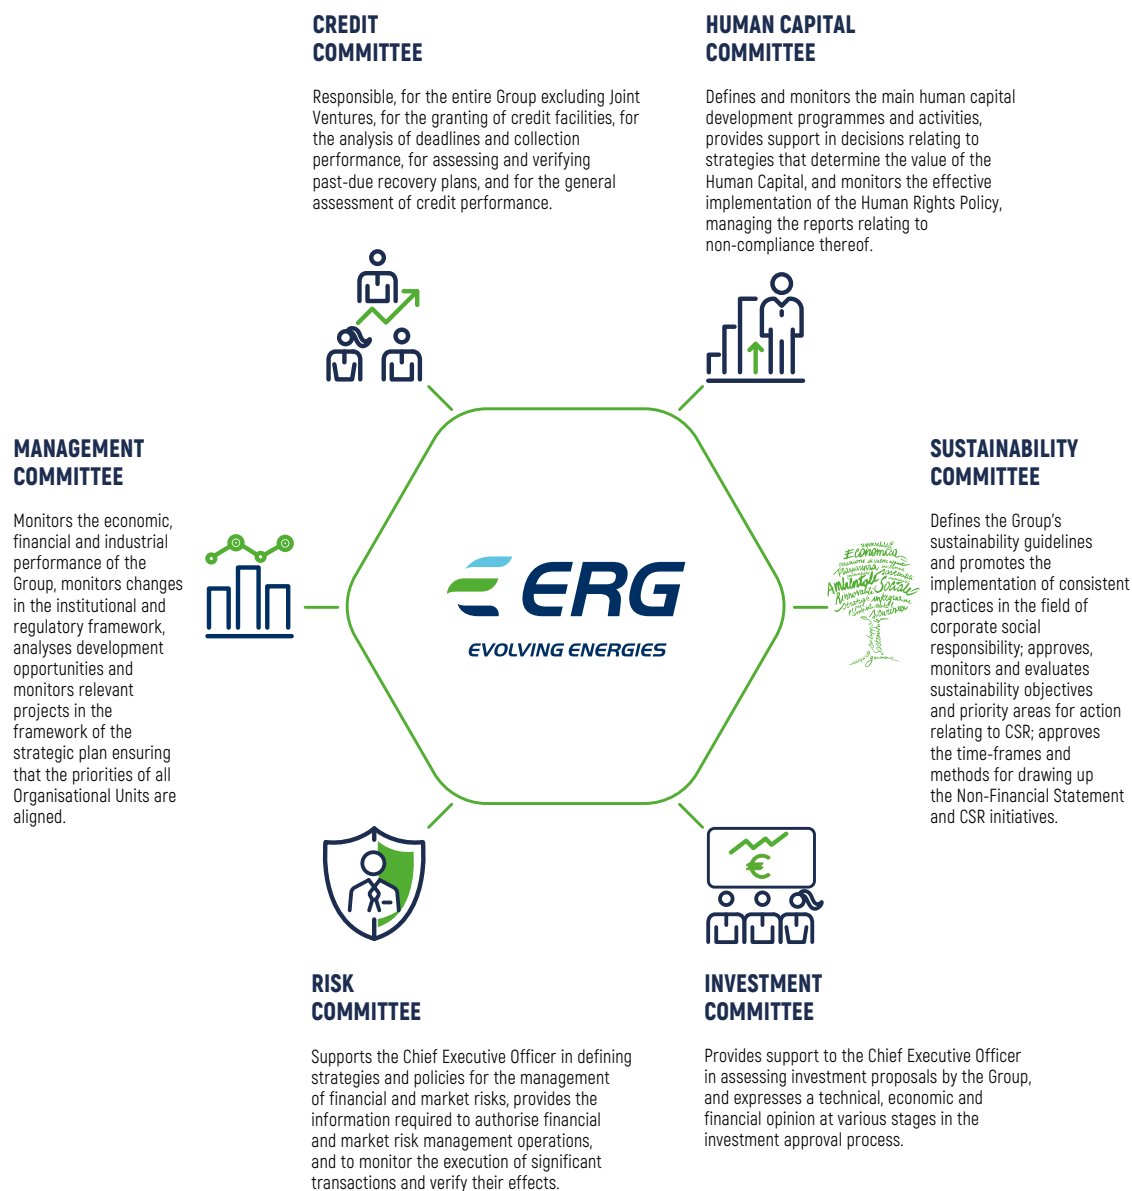 CREDIT
COMMITTEE
Responsible, for the entire Group excluding Joint
Ventures, for the granting of credit facilities, for
the analysis of deadlines and collection
performance, for assessing and verifying
past-due recovery plans, and for the general
assessment of credit performance.
HUMAN CAPITAL
COMMITTEE
Defines and monitors the main human capital
development programmes and activities,
provides support in decisions relating to
strategies that determine the value of the
Human Capital, and monitors the effective
implementation of the Human Rights Policy,
managing the reports relating to
non-compliance thereof.
MANAGEMENT
COMMITTEE
Monitors the economic,
financial and industrial
performance of the
Group, monitors changes
in the institutional and
regulatory framework,
analyses development
opportunities and
monitors relevant
projects in the
framework of the
strategic plan ensuring
that the priorities of all
Organisational Units are
aligned.
ERG
EVOLVING ENERGIES
Economica
Ambientale
Sociale
SUSTAINABILITY
COMMITTEE
Defines the Group's
sustainability guidelines
and promotes the
implementation of consistent
practices in the field of
corporate social
responsibility; approves,
monitors and evaluates
sustainability objectives
and priority areas for action
relating to CSR; approves
the time-frames and
methods for drawing up
the Non-Financial Statement
and CSR initiatives.
€
RISK
COMMITTEE
Supports the Chief Executive Officer in defining
strategies and policies for the management
of financial and market risks, provides the
information required to authorise financial
and market risk management operations,
and to monitor the execution of significant
transactions and verify their effects.
INVESTMENT
COMMITTEE
Provides support to the Chief Executive Officer
in assessing investment proposals by the Group,
and expresses a technical, economic and
financial opinion at various stages in the
investment approval process.